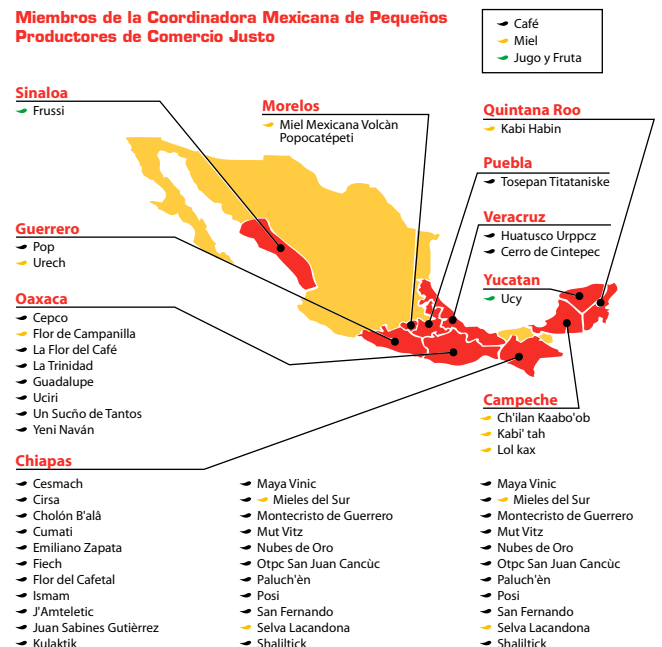 Miembros de la Coordinadora Mexicana de Pequeños
Productores de Comercio Justo
Café
Miel
Jugo y Fruta
Sinaloa
Frussi
Morelos
Miel Mexicana Volcàn
Popocatépeti
Quintana Roo
Kabi Habin
Puebla
Tosepan Titataniske
Veracruz
Huatusco Urppcz
Cerro de Cintepec
Guerrero
Pop
Urech
Yucatan
Ucy
Oaxaca
Cepco
Flor de Campanilla
La Flor del Café
La Trinidad
Guadalupe
Uciri
Un Sucño de Tantos
Yeni Naván
Campeche
Ch'ilan Kaabo'ob
Kabi' tah
Lol kax
Chiapas
Cesmach
Cirsa
Cholón B'alâ
Cumati
Emiliano Zapata
Fiech
Flor del Cafetal
Ismam
J'Amteletic
Juan Sabines Gutièrrez
Kulaktik
Maya Vinic
Mieles del Sur
Montecristo de Guerrero
Mut Vitz
Nubes de Oro
Otpc San Juan Cancùc
Paluch'èn
Posi
San Fernando
Selva Lacandona
Shaliltick
Maya Vinic
Mieles del Sur
Montecristo de Guerrero
Mut Vitz
Nubes de Oro
Otpc San Juan Cancùc
Paluch'èn
Posi
San Fernando
Selva Lacandona
Shaliltick